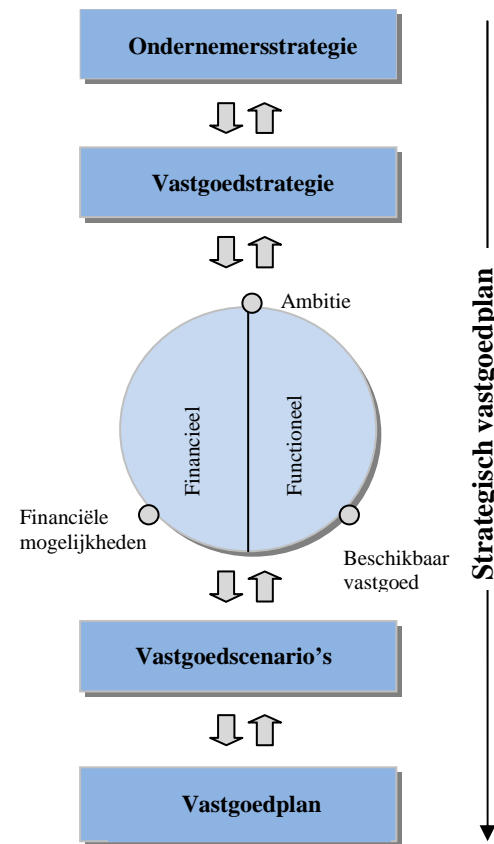 Ondernemersstrategie
Vastgoedstrategie
Ambitie
Financieel
Functioneel
Financiële
mogelijkheden
Beschikbaar
vastgoed
Vastgoedscenario's
Vastgoedplan
Strategisch vastgoedplan